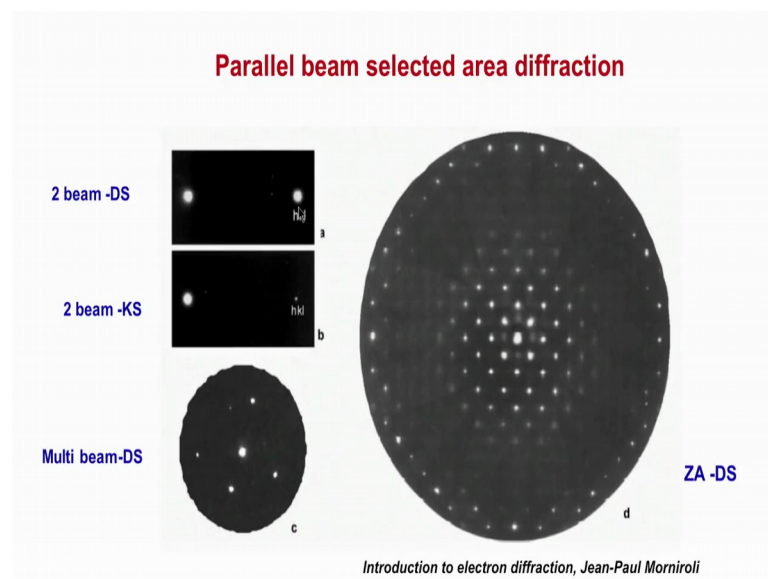 Parallel beam selected area diffraction
2 beam -DS
hkl
a
2 beam -KS
hkl
b
Multi beam-DS
c
ZA -DS
d
Introduction to electron diffraction, Jean-Paul Morniroli